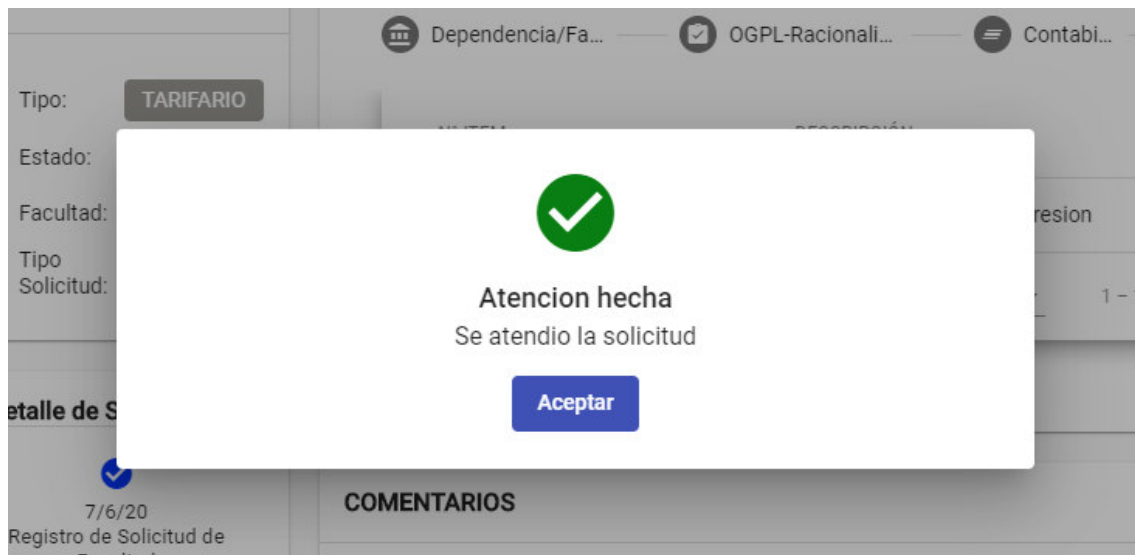 Dependencia/Fa...
OGPL-Racionali...
Contabi...
Tipo:
TARIFARIO
Estado:
Facultad:
resion
Tipo
Solicitud:
1 –
Atencion hecha
Se atendio la solicitud
Aceptar
etalle de S
7/6/20
Registro de Solicitud de
COMENTARIOS